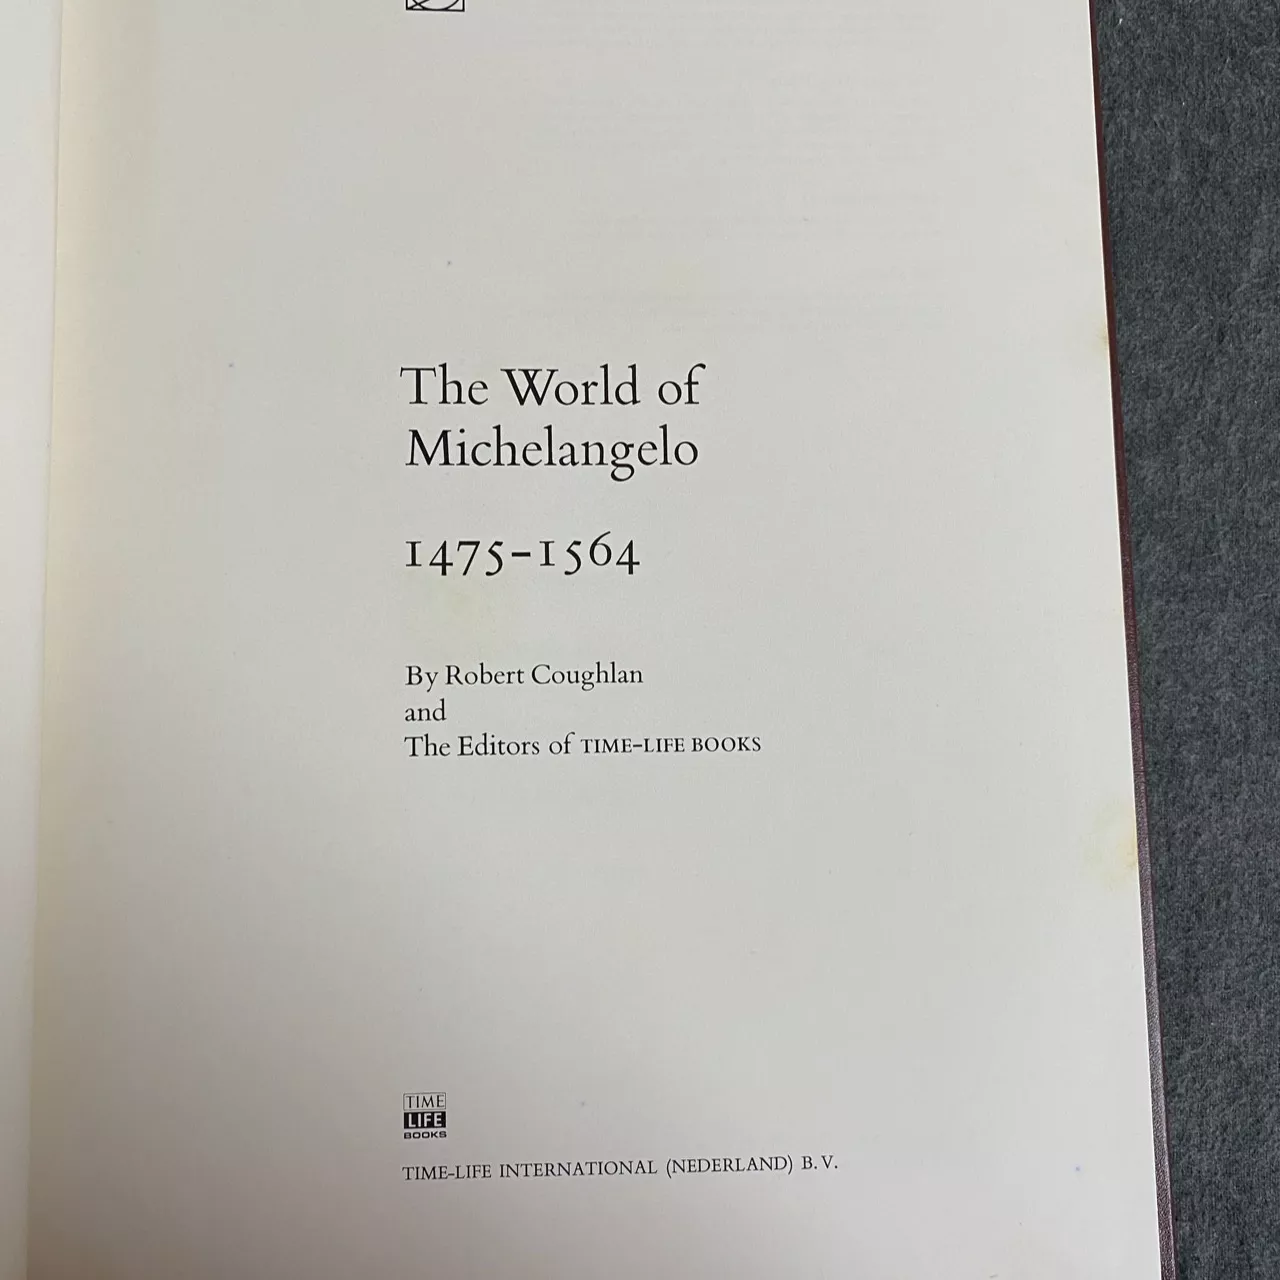 The World of
Michelangelo
1475-1564
By Robert Coughlan
and
The Editors of TIME-LIFE BOOKS
TIME
LIFE
BOOKS
TIME-LIFE INTERNATIONAL (NEDERLAND) B.V.